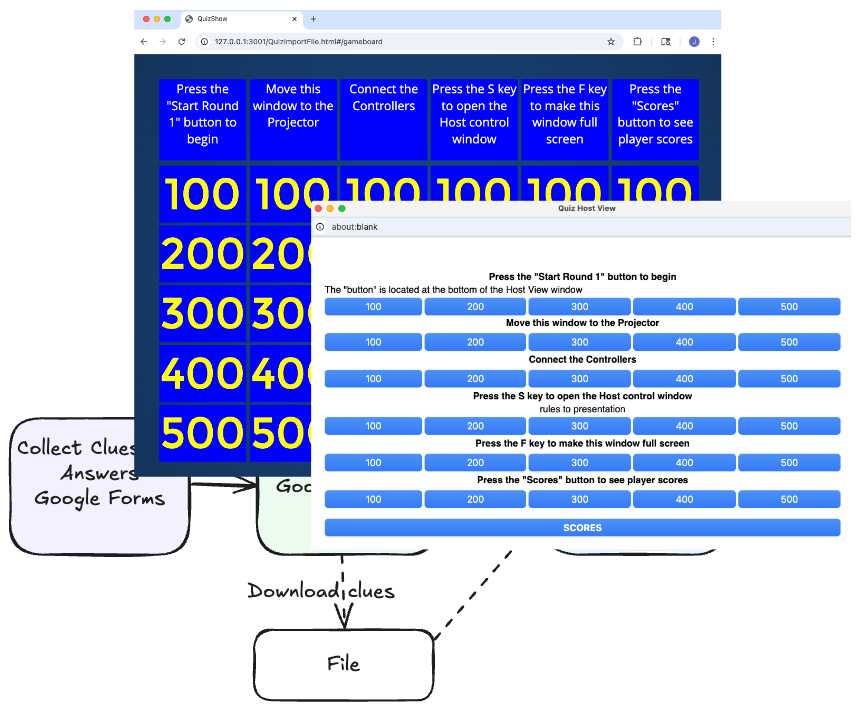 QuizShow
127.0.0.1:3001/QuizImportFile.html#/gameboard
J
Press the
"Start Round
1" button to
begin
Move this
window to the
Projector
Connect the
Controllers
Press the S key
to open the
Host control
window
Press the F key
to make this
window full
screen
Press the
"Scores"
button to see
player scores
100 100 100 100 100 100
200
300
400
500
Quiz Host View
about:blank
Press the "Start Round 1" button to begin
The "button" is located at the bottom of the Host View window
100 200 300 400 500
Move this window to the Projector
100 200 300 400 500
Connect the Controllers
100 200 300 400 500
Press the S key to open the Host control window
rules to presentation
100 200 300 400 500
Press the F key to make this window full screen
100 200 300 400 500
Press the "Scores" button to see player scores
100 200 300 400 500
SCORES
Collect Clues
Answers
Google Forms
Download clues
File